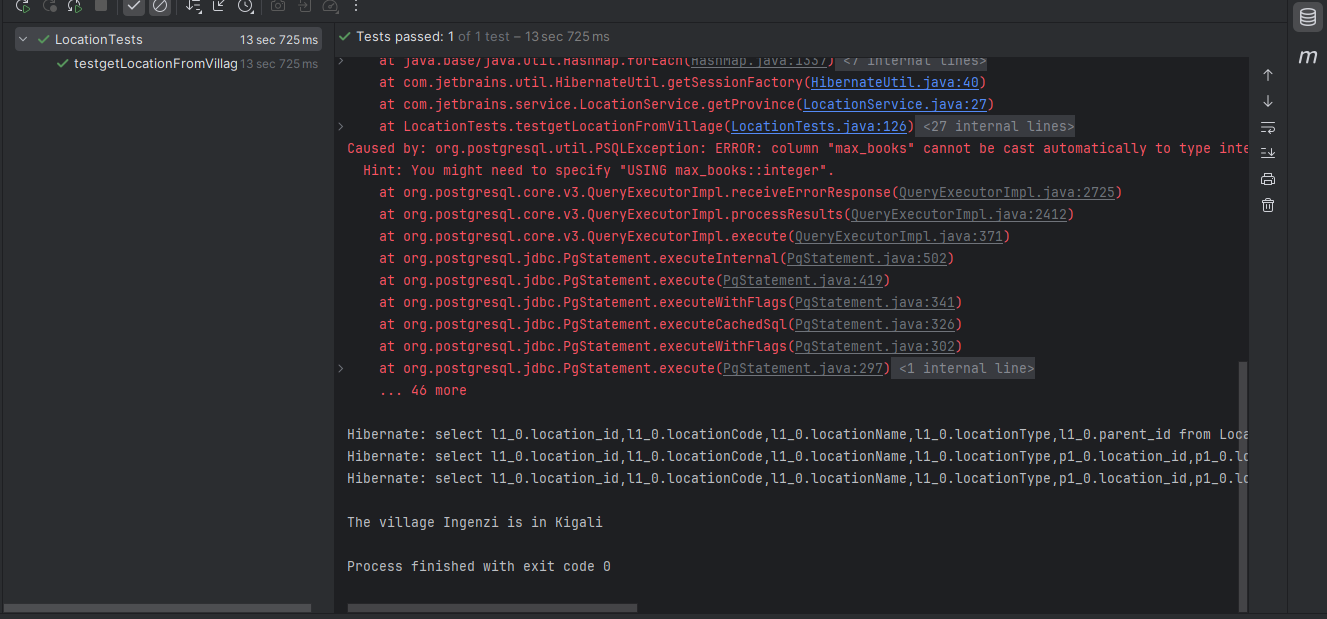 LocationTests 13 sec 725 ms
testgetLocationFromVillag 13 sec 725 ms
Tests passed: 1 of 1 test – 13 sec 725 ms
at java.base/java.util.HashMap.forEach(HashMap.java:1337) <7 internal lines>
at com.jetbrains.util.HibernateUtil.getSessionFactory(HibernateUtil.java:40)
at com.jetbrains.service.LocationService.getProvince(LocationService.java:27)
at LocationTests.testgetLocationFromVillage(LocationTests.java:126) <27 internal lines>
Caused by: org.postgresql.util.PSQLException: ERROR: column "max_books" cannot be cast automatically to type inte
Hint: You might need to specify "USING max_books::integer".
at org.postgresql.core.v3.QueryExecutorImpl.receiveErrorResponse(QueryExecutorImpl.java:2725)
at org.postgresql.core.v3.QueryExecutorImpl.processResults(QueryExecutorImpl.java:2412)
at org.postgresql.core.v3.QueryExecutorImpl.execute(QueryExecutorImpl.java:371)
at org.postgresql.jdbc.PgStatement.executeInternal(PgStatement.java:502)
at org.postgresql.jdbc.PgStatement.execute(PgStatement.java:419)
at org.postgresql.jdbc.PgStatement.executeWithFlags(PgStatement.java:341)
at org.postgresql.jdbc.PgStatement.executeCachedSql(PgStatement.java:326)
at org.postgresql.jdbc.PgStatement.executeWithFlags(PgStatement.java:302)
at org.postgresql.jdbc.PgStatement.execute(PgStatement.java:297) <1 internal line>
... 46 more
Hibernate: select l1_0.location_id,l1_0.locationCode,l1_0.locationName,l1_0.locationType,l1_0.parent_id from Loca
Hibernate: select l1_0.location_id,l1_0.locationCode,l1_0.locationName,l1_0.locationType,p1_0.location_id,p1_0.lo
Hibernate: select l1_0.location_id,l1_0.locationCode,l1_0.locationName,l1_0.locationType,p1_0.location_id,p1_0.lo
The village Ingenzi is in Kigali
Process finished with exit code 0
m